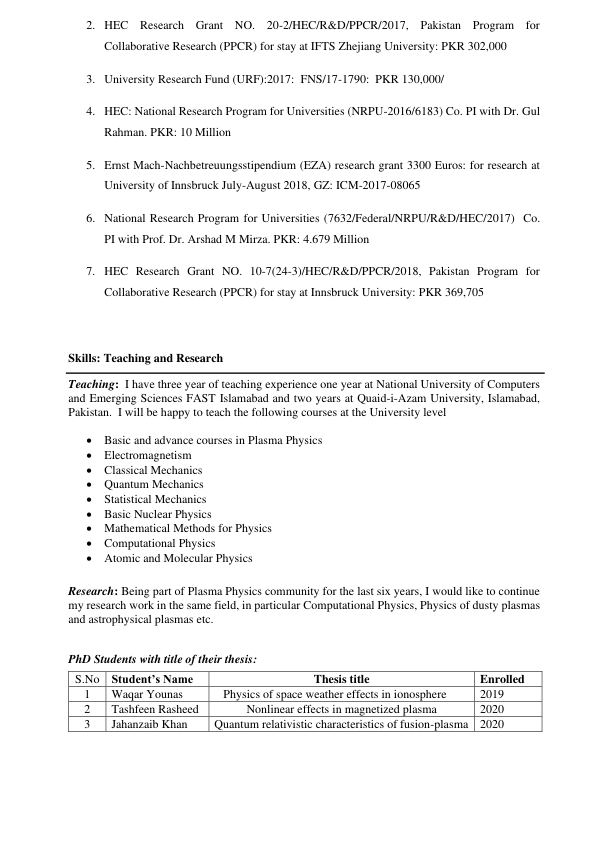 2. HEC Research Grant NO. 20-2/HEC/R&D/PPCR/2017, Pakistan Program for
Collaborative Research (PPCR) for stay at IFTS Zhejiang University: PKR 302,000
3. University Research Fund (URF):2017: FNS/17-1790: PKR 130,000/
4. HEC: National Research Program for Universities (NRPU-2016/6183) Co. PI with Dr. Gul
Rahman. PKR: 10 Million
5. Ernst Mach-Nachbetreuungsstipendium (EZA) research grant 3300 Euros: for research at
University of Innsbruck July-August 2018, GZ: ICM-2017-08065
6. National Research Program for Universities (7632/Federal/NRPU/R&D/HEC/2017) Co.
PI with Prof. Dr. Arshad M Mirza. PKR: 4.679 Million
7. HEC Research Grant NO. 10-7(24-3)/HEC/R&D/PPCR/2018, Pakistan Program for
Collaborative Research (PPCR) for stay at Innsbruck University: PKR 369,705
Skills: Teaching and Research
Teaching: I have three year of teaching experience one year at National University of Computers
and Emerging Sciences FAST Islamabad and two years at Quaid-i-Azam University, Islamabad,
Pakistan. I will be happy to teach the following courses at the University level
• Basic and advance courses in Plasma Physics
• Electromagnetism
• Classical Mechanics
• Quantum Mechanics
• Statistical Mechanics
• Basic Nuclear Physics
• Mathematical Methods for Physics
• Computational Physics
• Atomic and Molecular Physics
Research: Being part of Plasma Physics community for the last six years, I would like to continue
my research work in the same field, in particular Computational Physics, Physics of dusty plasmas
and astrophysical plasmas etc.
PhD Students with title of their thesis:
S.No Student’s Name Thesis title Enrolled
1 Waqar Younas Physics of space weather effects in ionosphere 2019
2 Tashfeen Rasheed Nonlinear effects in magnetized plasma 2020
3 Jahanzaib Khan Quantum relativistic characteristics of fusion-plasma 2020